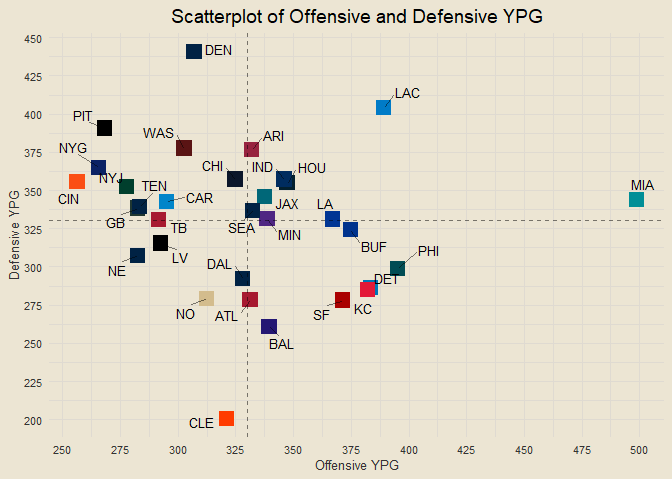 Scatterplot of Offensive and Defensive YPG
450
DEN
425
LAC
400
PIT
WAS
ARI
375
NYG
CHI
IND
HOU
NYJ
TEN
MIA
350
CIN
CAR
JAX
LA
GB
TB
SEA
MIN
325
BUF
LV
PHI
NE
DAL
300
DET
NO
ATL
SF
KC
275
BAL
250
225
CLE
200
Defensive YPG
250
275
300
325
350
375
400
425
450
475
500
Offensive YPG